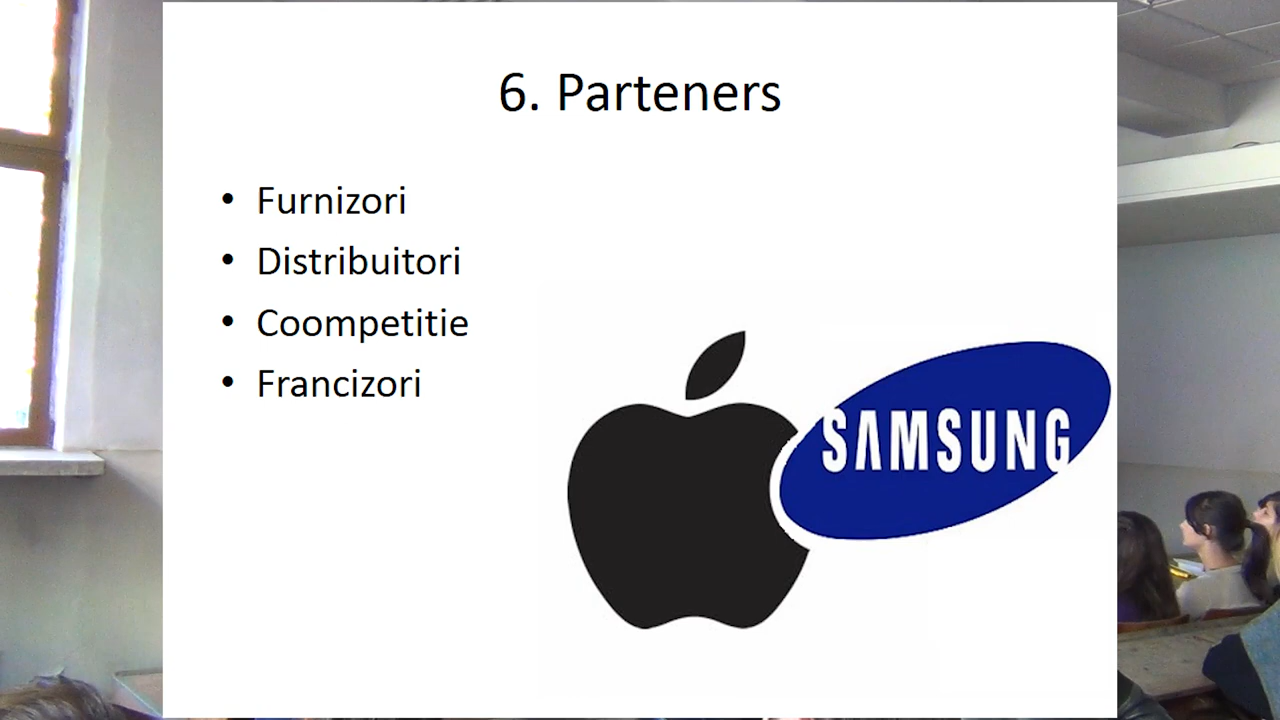 6. Parteners
• Furnizori
• Distribuitori
• Coompetitie
• Francizori
SAMSUNG